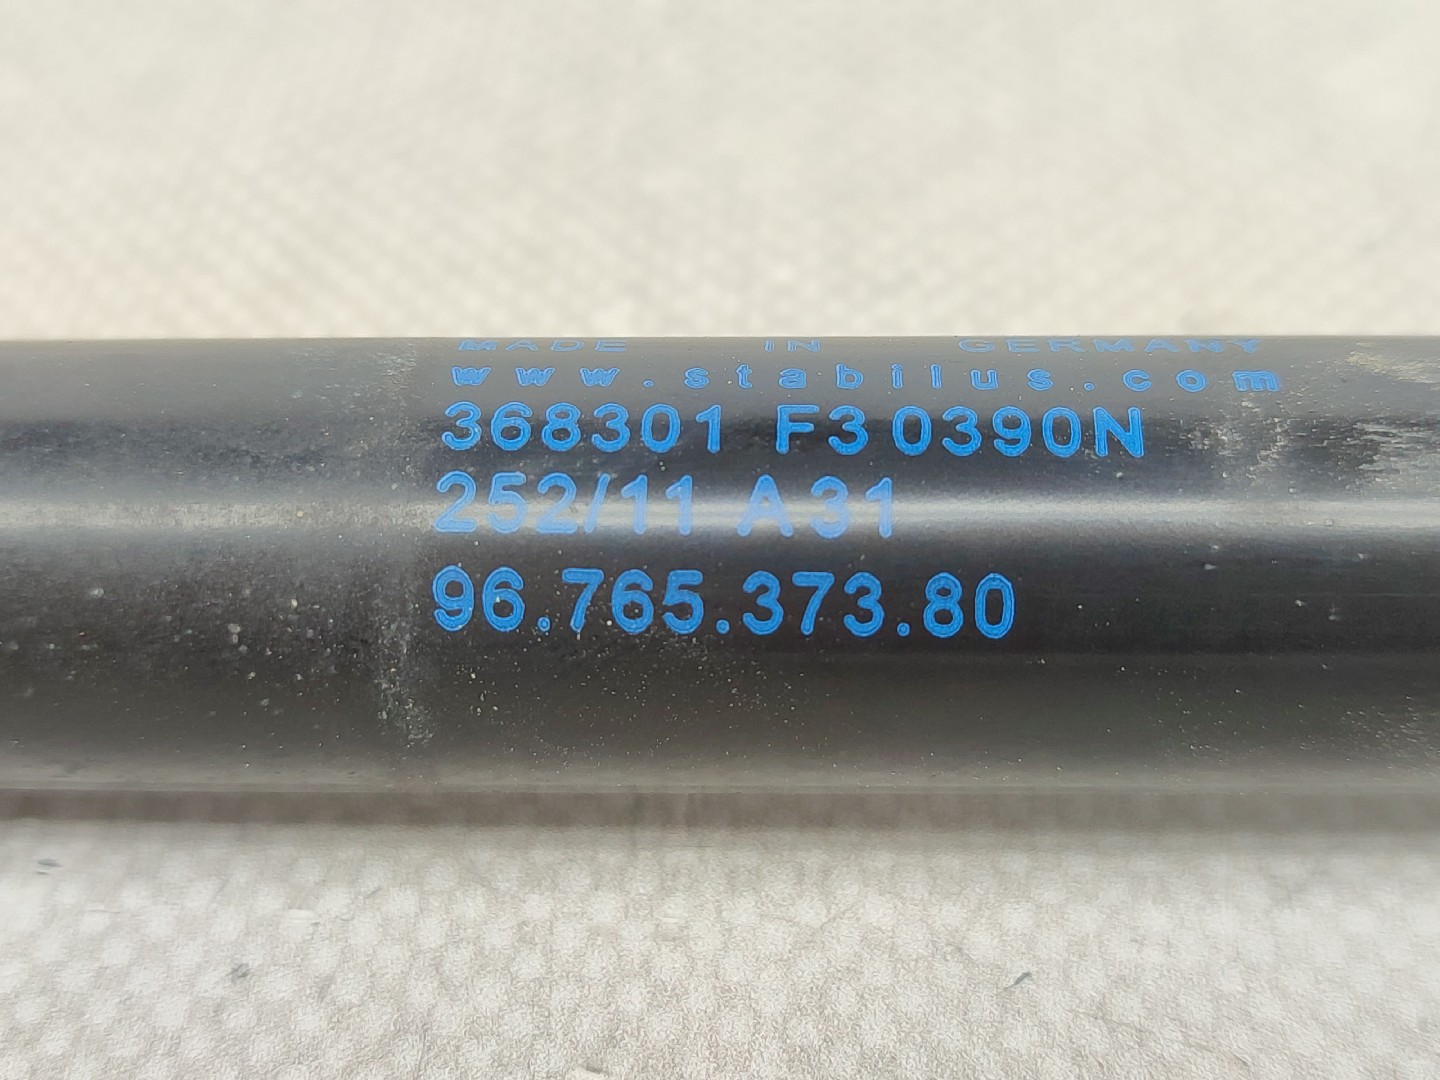 MADE IN GERMANY
www.stabilus.com
368301 F3 0390N
252/11 A31
96.765.373.80